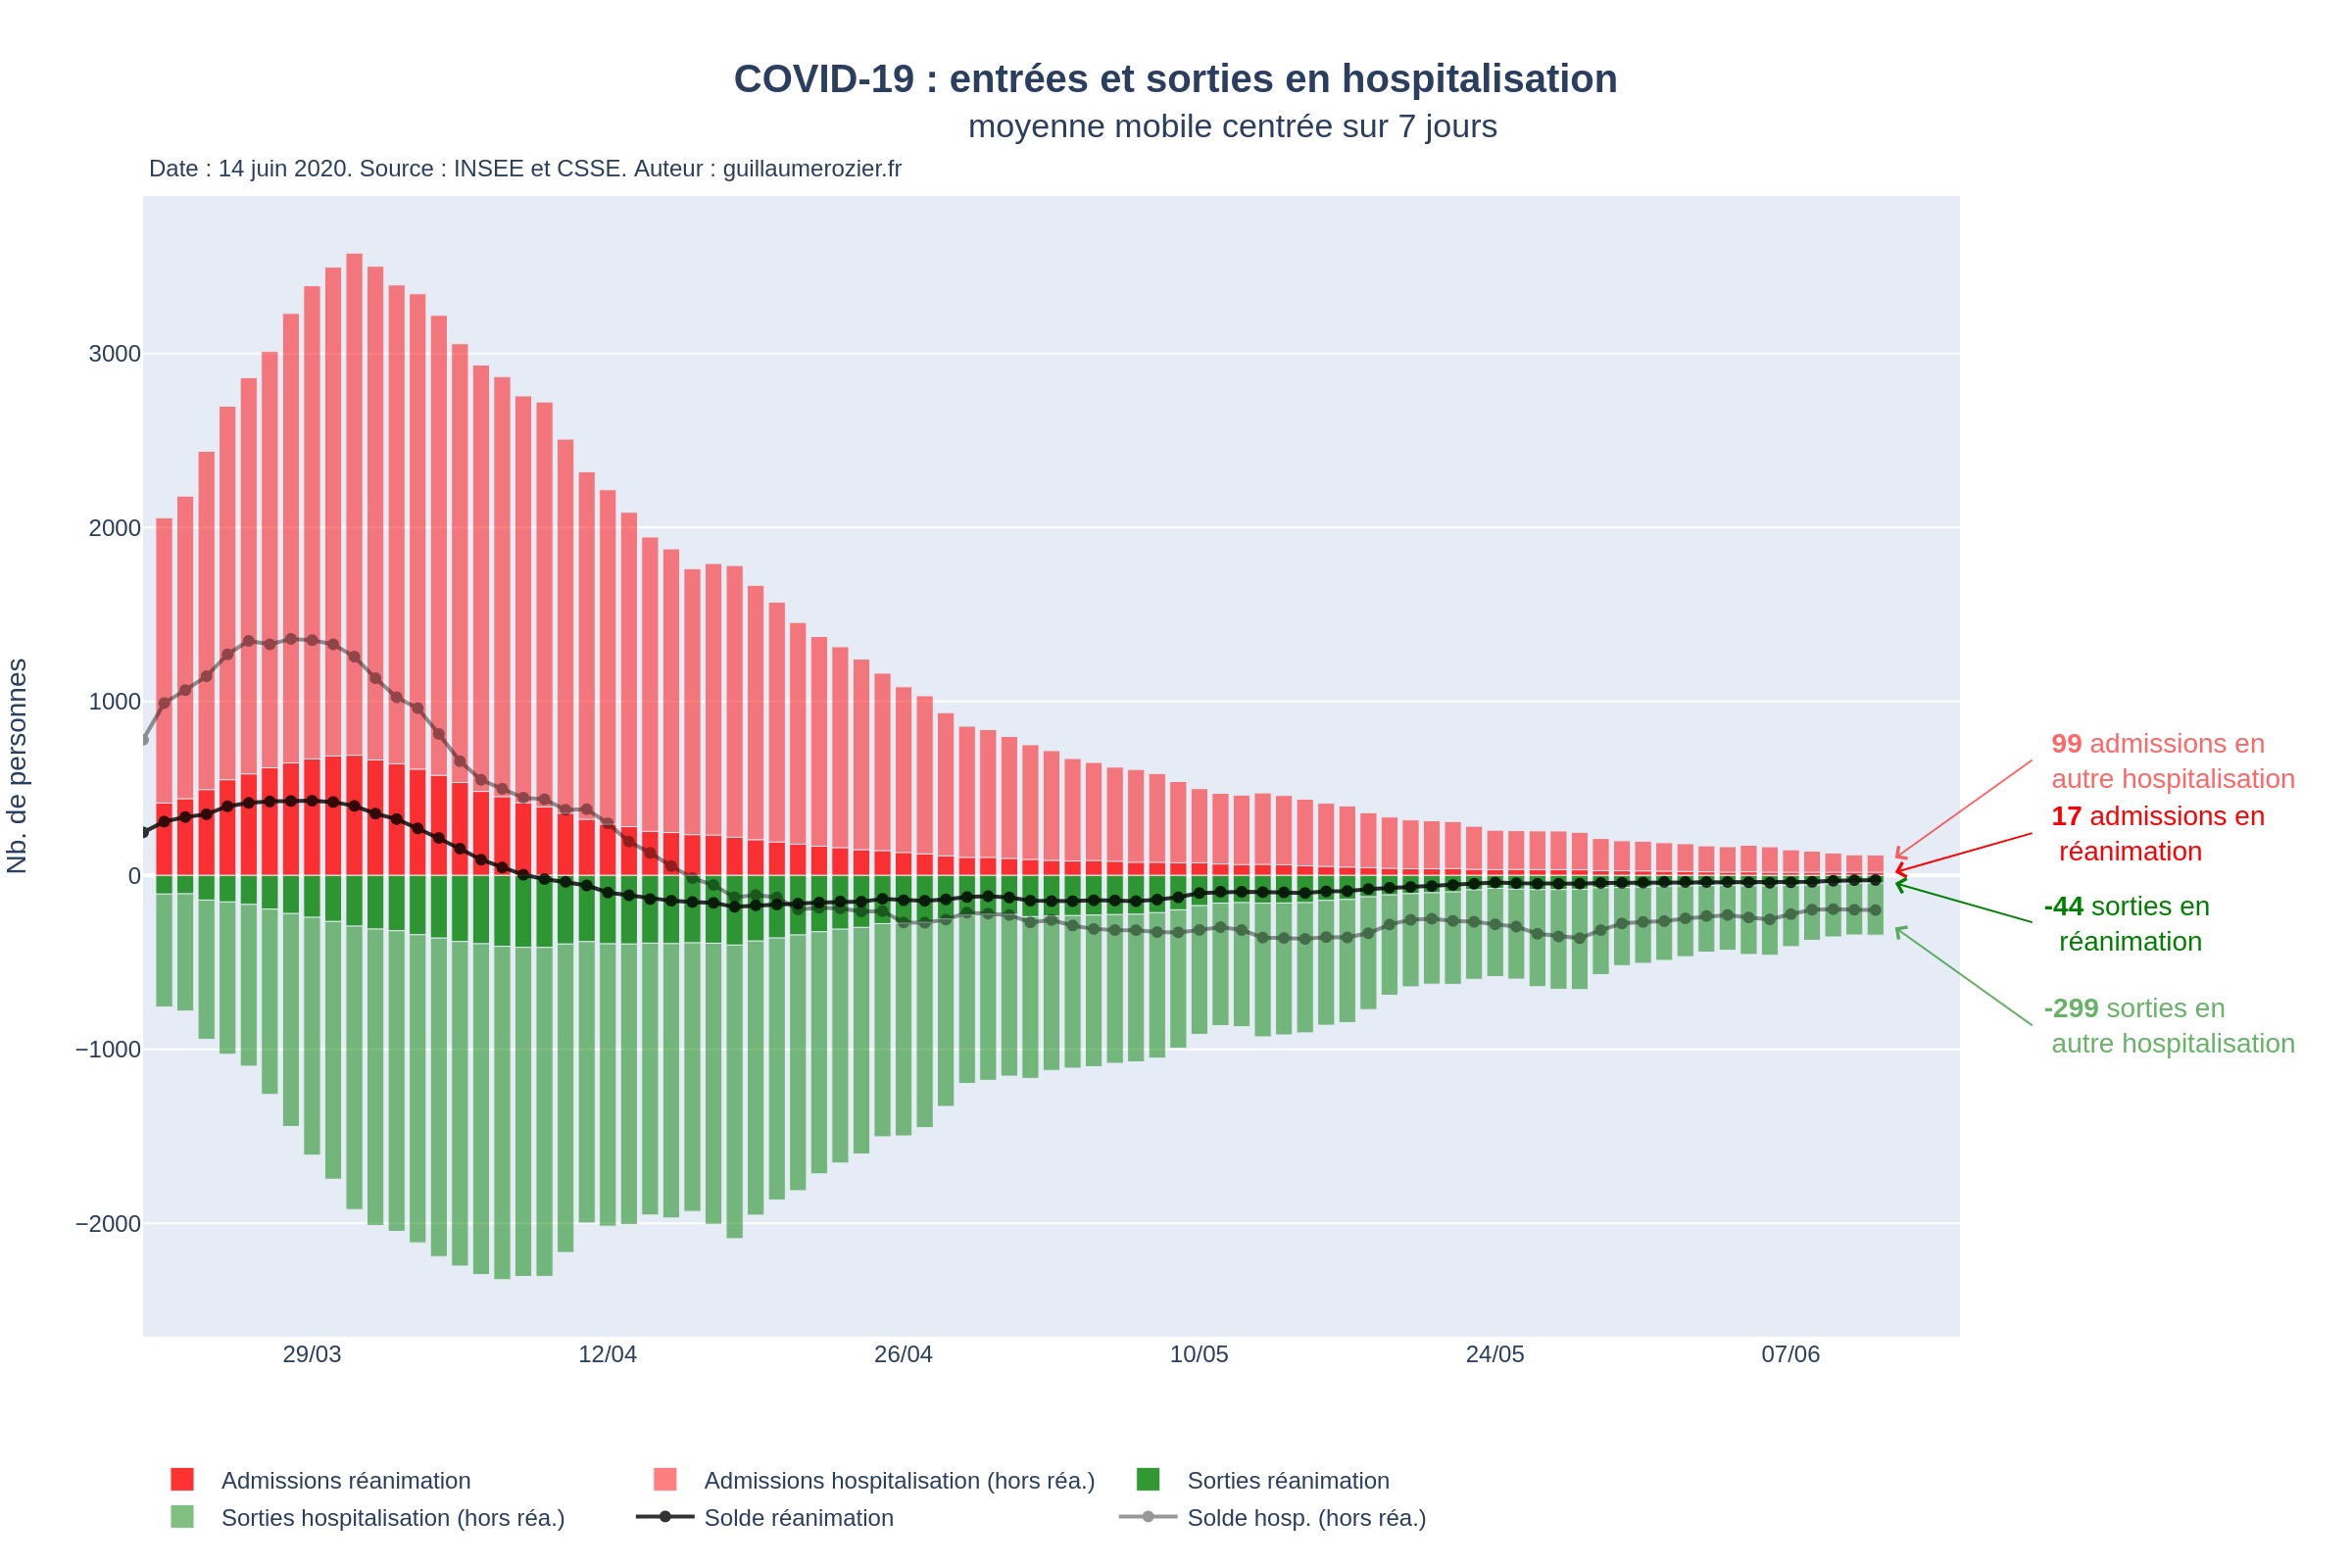 COVID-19 : entrées et sorties en hospitalisation
moyenne mobile centrée sur 7 jours
Date : 14 juin 2020. Source : INSEE et CSSE. Auteur : guillaumerozier.fr
Nb. de personnes
3000
2000
1000
0
−1000
−2000
29/03
12/04
26/04
10/05
24/05
07/06
99 admissions en
autre hospitalisation
17 admissions en
réanimation
-44 sorties en
réanimation
-299 sorties en
autre hospitalisation
Admissions réanimation
Admissions hospitalisation (hors réa.)
Sorties réanimation
Sorties hospitalisation (hors réa.)
Solde réanimation
Solde hosp. (hors réa.)